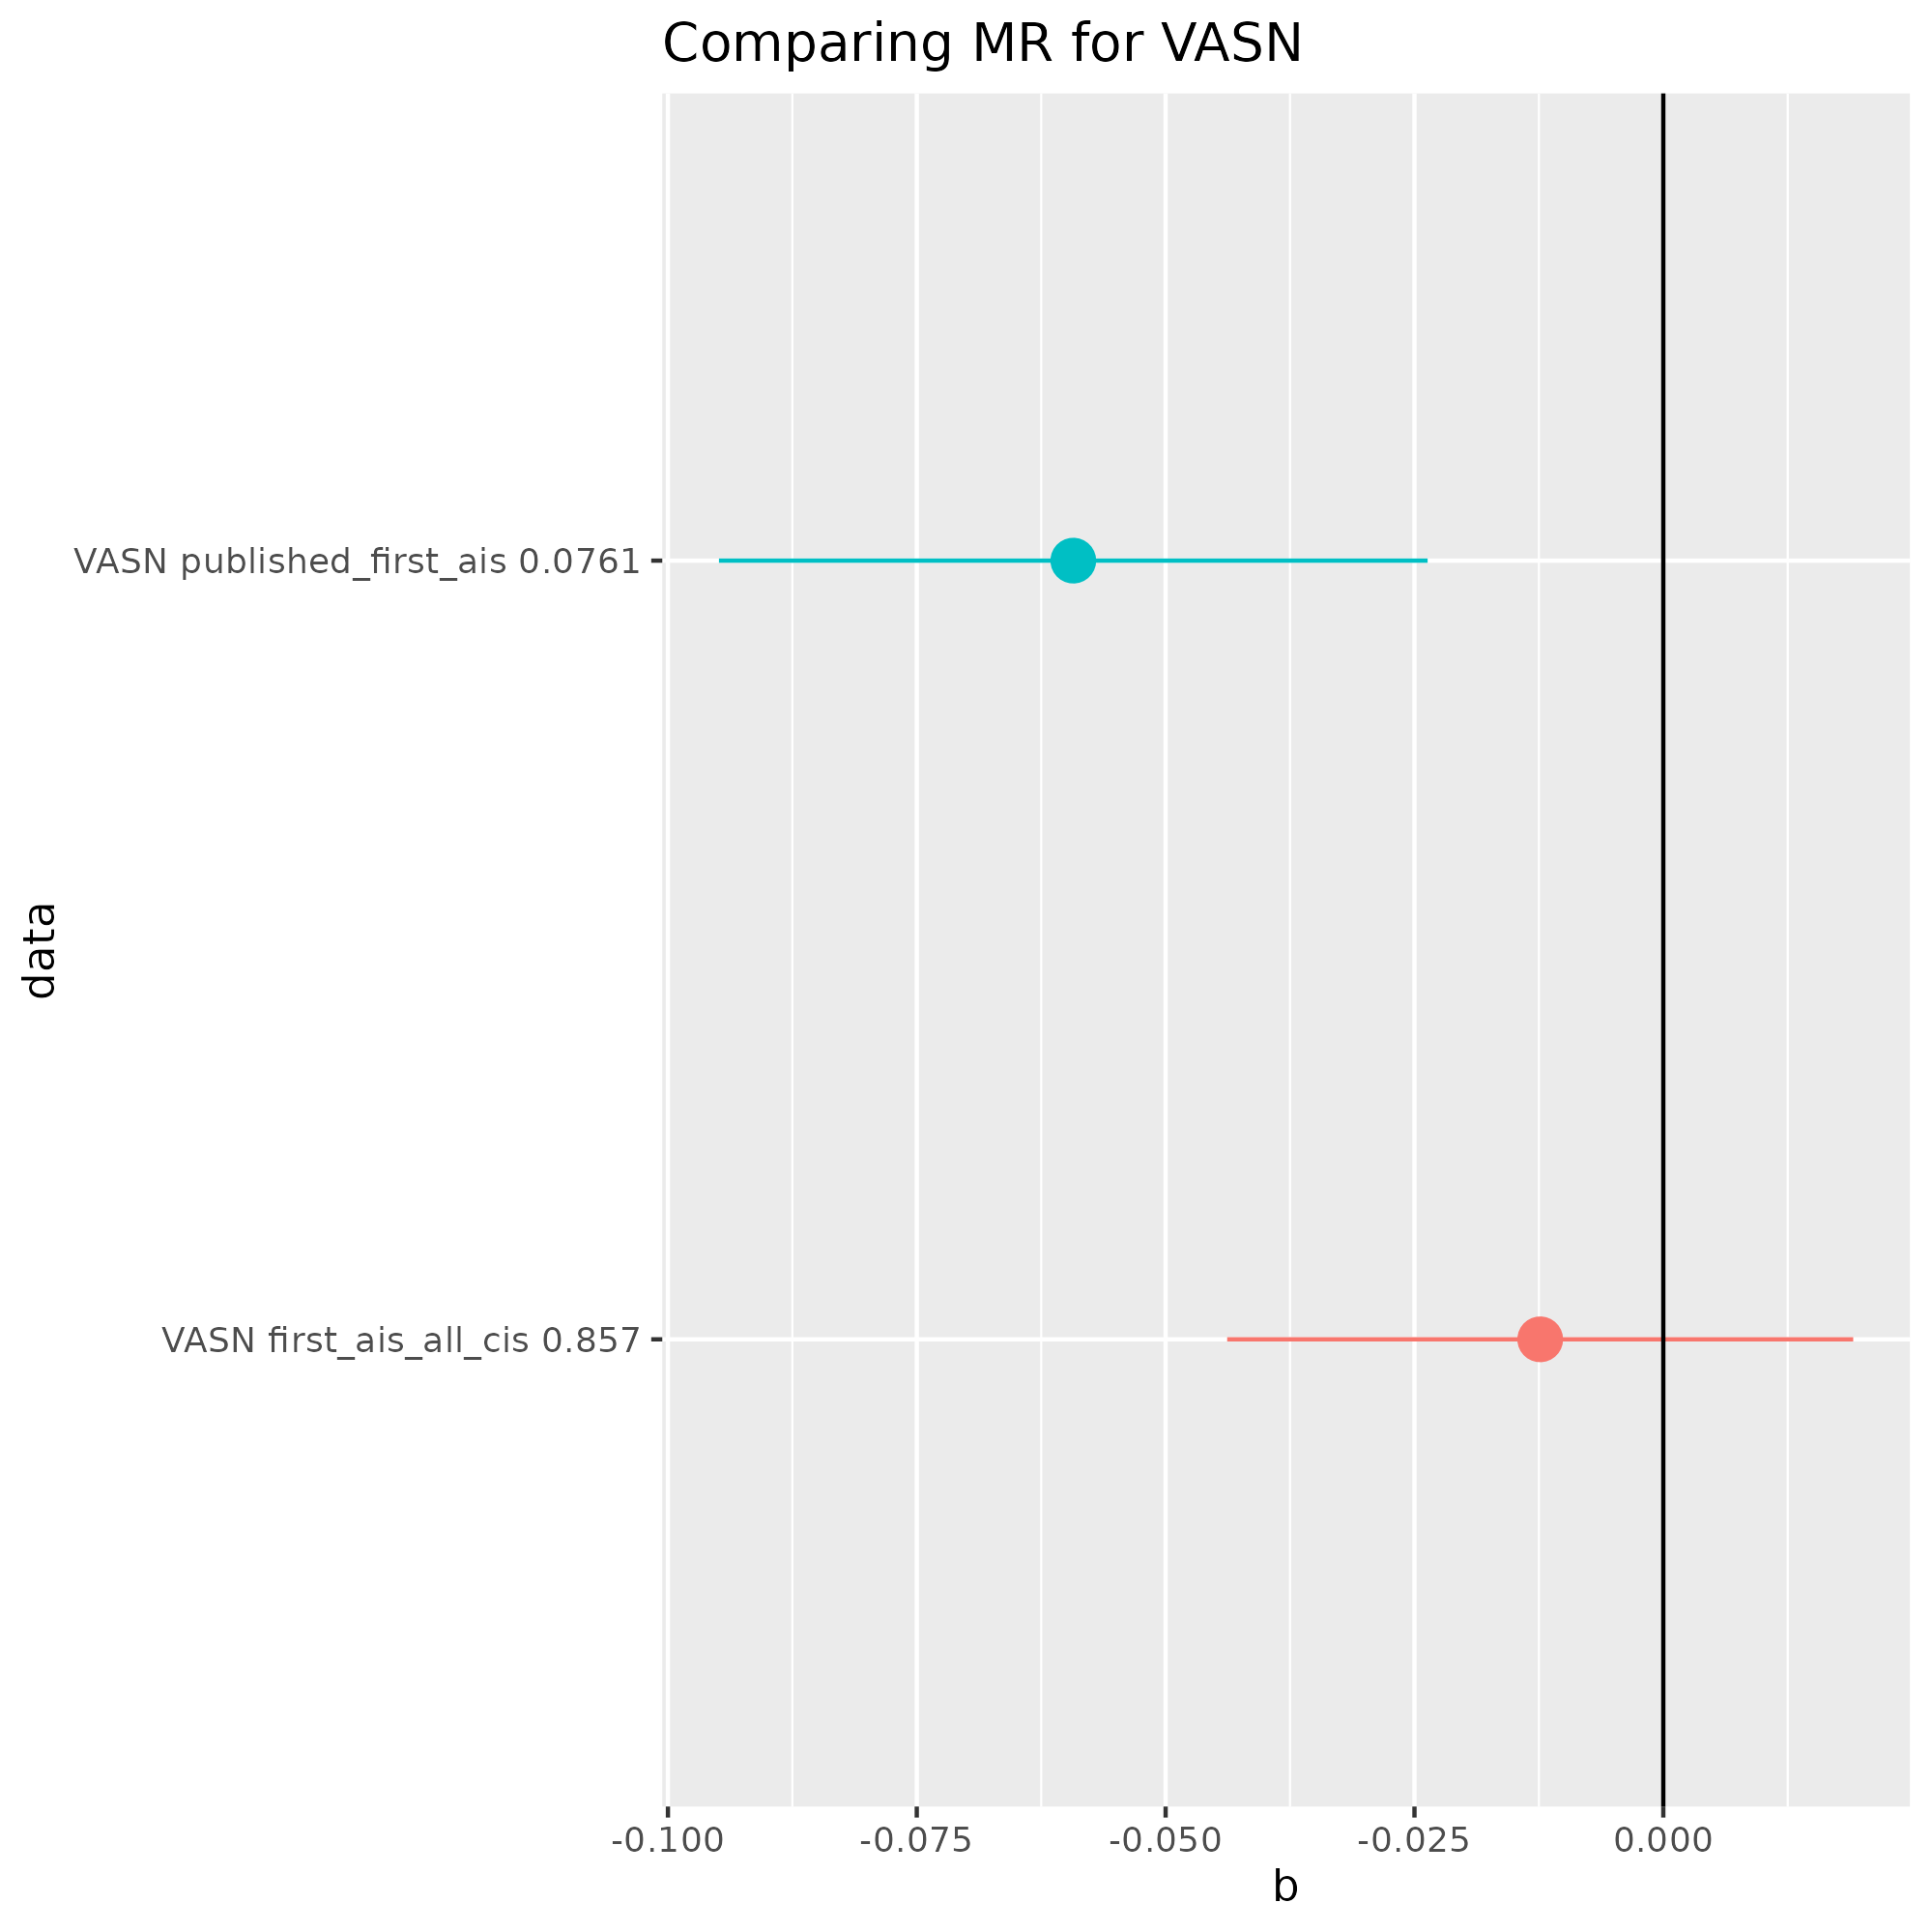 Comparing MR for VASN
data
VASN published_first_ais 0.0761
VASN first_ais_all_cis 0.857
-0.100 -0.075 -0.050 -0.025 0.000
b